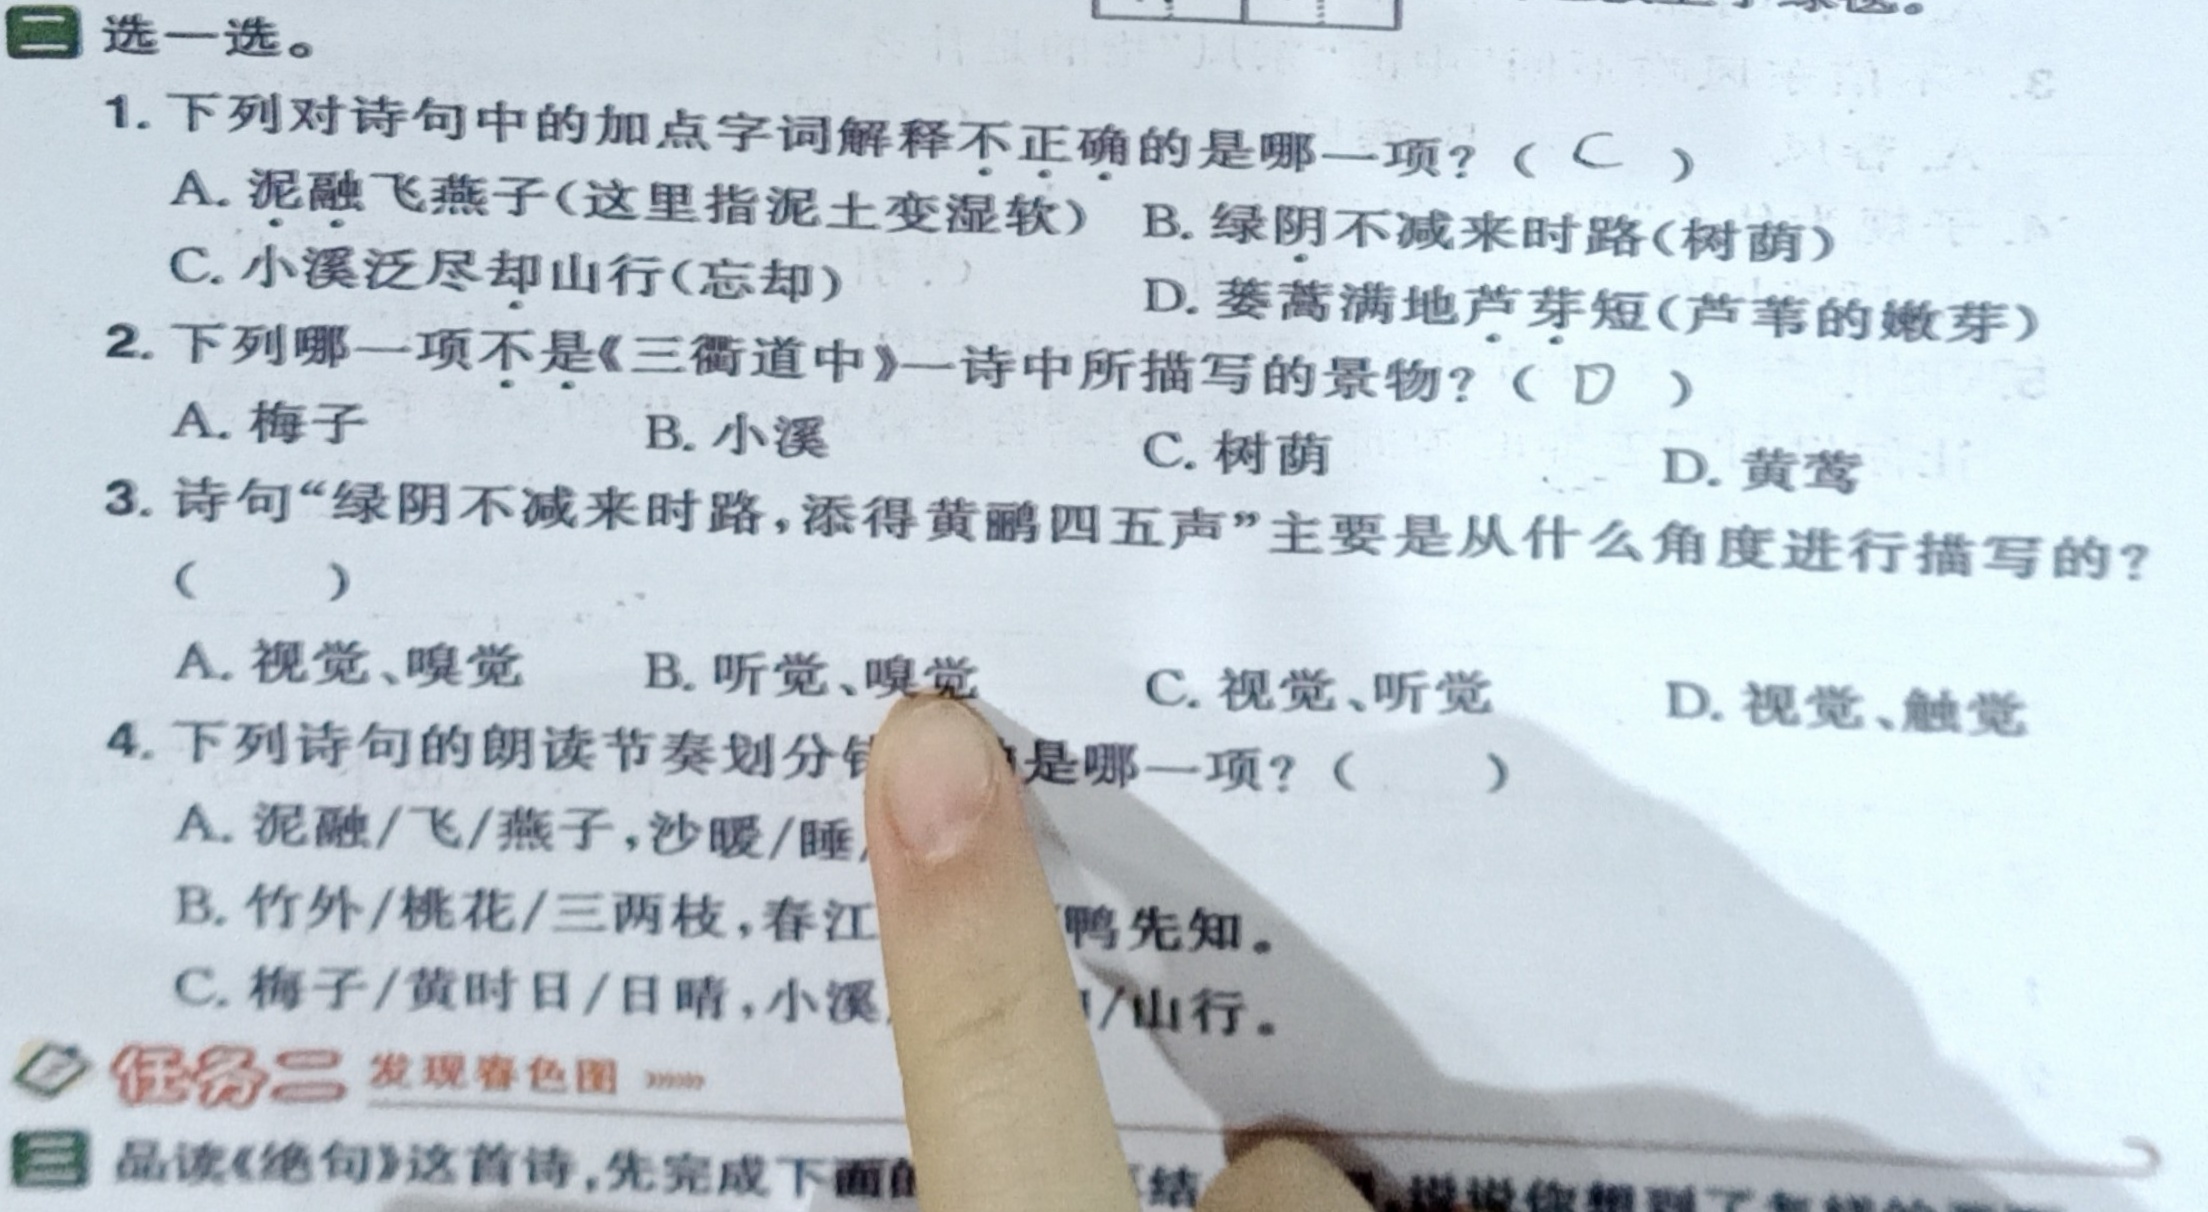 二 选一选。
1. 下列对诗句中的加点字词解释不正确的是哪一项?( C )
A. 泥融飞燕子(这里指泥土变湿软) B. 绿阴不减来时路(树荫)
C. 小溪泛尽却山行(忘却) D. 蒌蒿满地芦芽短(芦苇的嫩芽)
2. 下列哪一项不是《三衢道中》一诗中所描写的景物?( D )
A. 梅子 B. 小溪 C. 树荫 D. 黄莺
3. 诗句“绿阴不减来时路,添得黄鹂四五声”主要是从什么角度进行描写的?
( )
A. 视觉、嗅觉 B. 听觉、嗅觉 C. 视觉、听觉 D. 视觉、触觉
4. 下列诗句的朗读节奏划分 是哪一项?( )
A. 泥融/飞/燕子,沙暖/睡/
B. 竹外/桃花/三两枝,春江 鸭先知。
C. 梅子/黄时日/日晴,小溪 /山行。
任务二 发现春色图 »»»
三 品读《绝句》这首诗,先完成下面 结